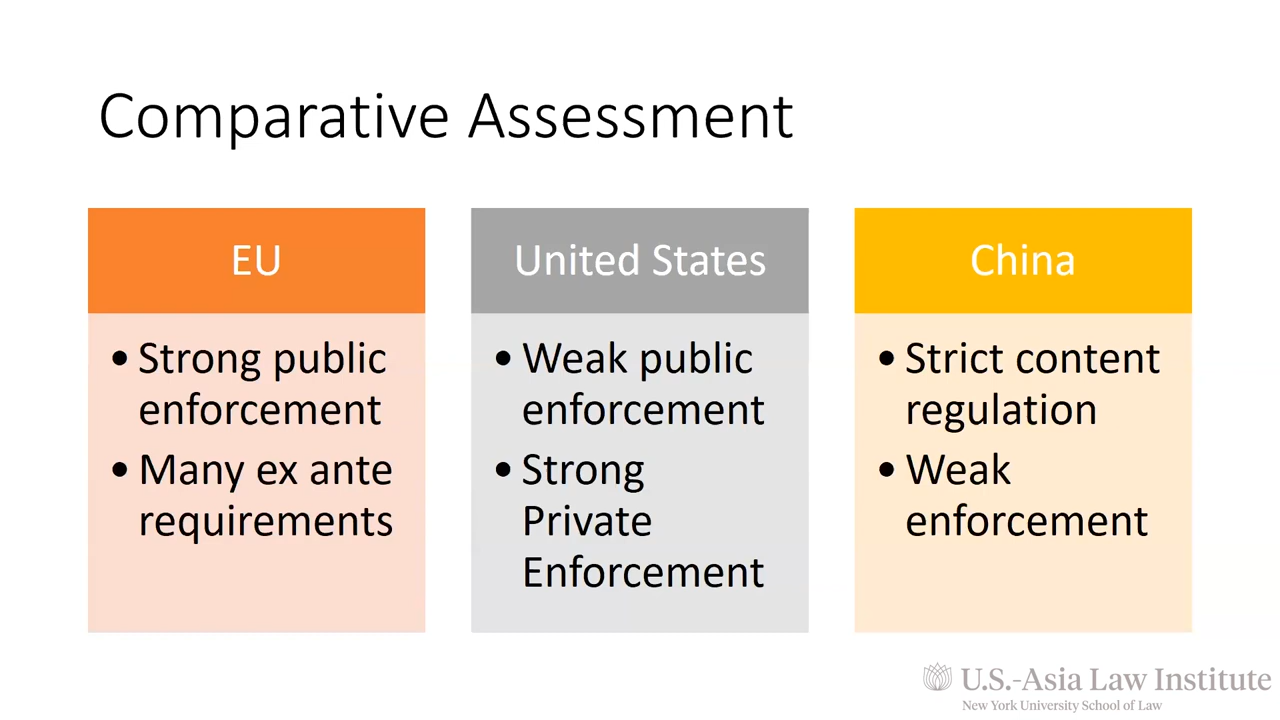 Comparative Assessment
EU
• Strong public
enforcement
• Many ex ante
requirements
United States
• Weak public
enforcement
• Strong
Private
Enforcement
China
• Strict content
regulation
• Weak
enforcement
U.S.-Asia Law Institute
New York University School of Law